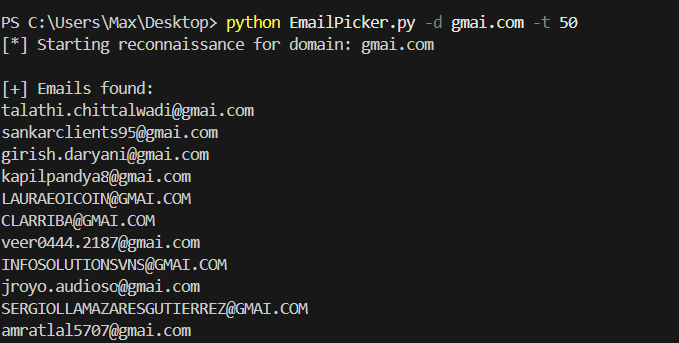 PS C:\Users\Max\Desktop> python EmailPicker.py -d gmai.com -t 50
[*] Starting reconnaissance for domain: gmai.com
[+] Emails found:
talathi.chittalwadi@gmai.com
sankarclients95@gmai.com
girish.daryani@gmai.com
kapilpandya8@gmai.com
LAURAEOICOIN@GMAI.COM
CLARRIBA@GMAI.COM
veer0444.2187@gmai.com
INFOSOLUTIONSVNS@GMAI.COM
jroyo.audioso@gmai.com
SERGIOLLAMAZARESGUTIERREZ@GMAI.COM
amratlal5707@gmai.com